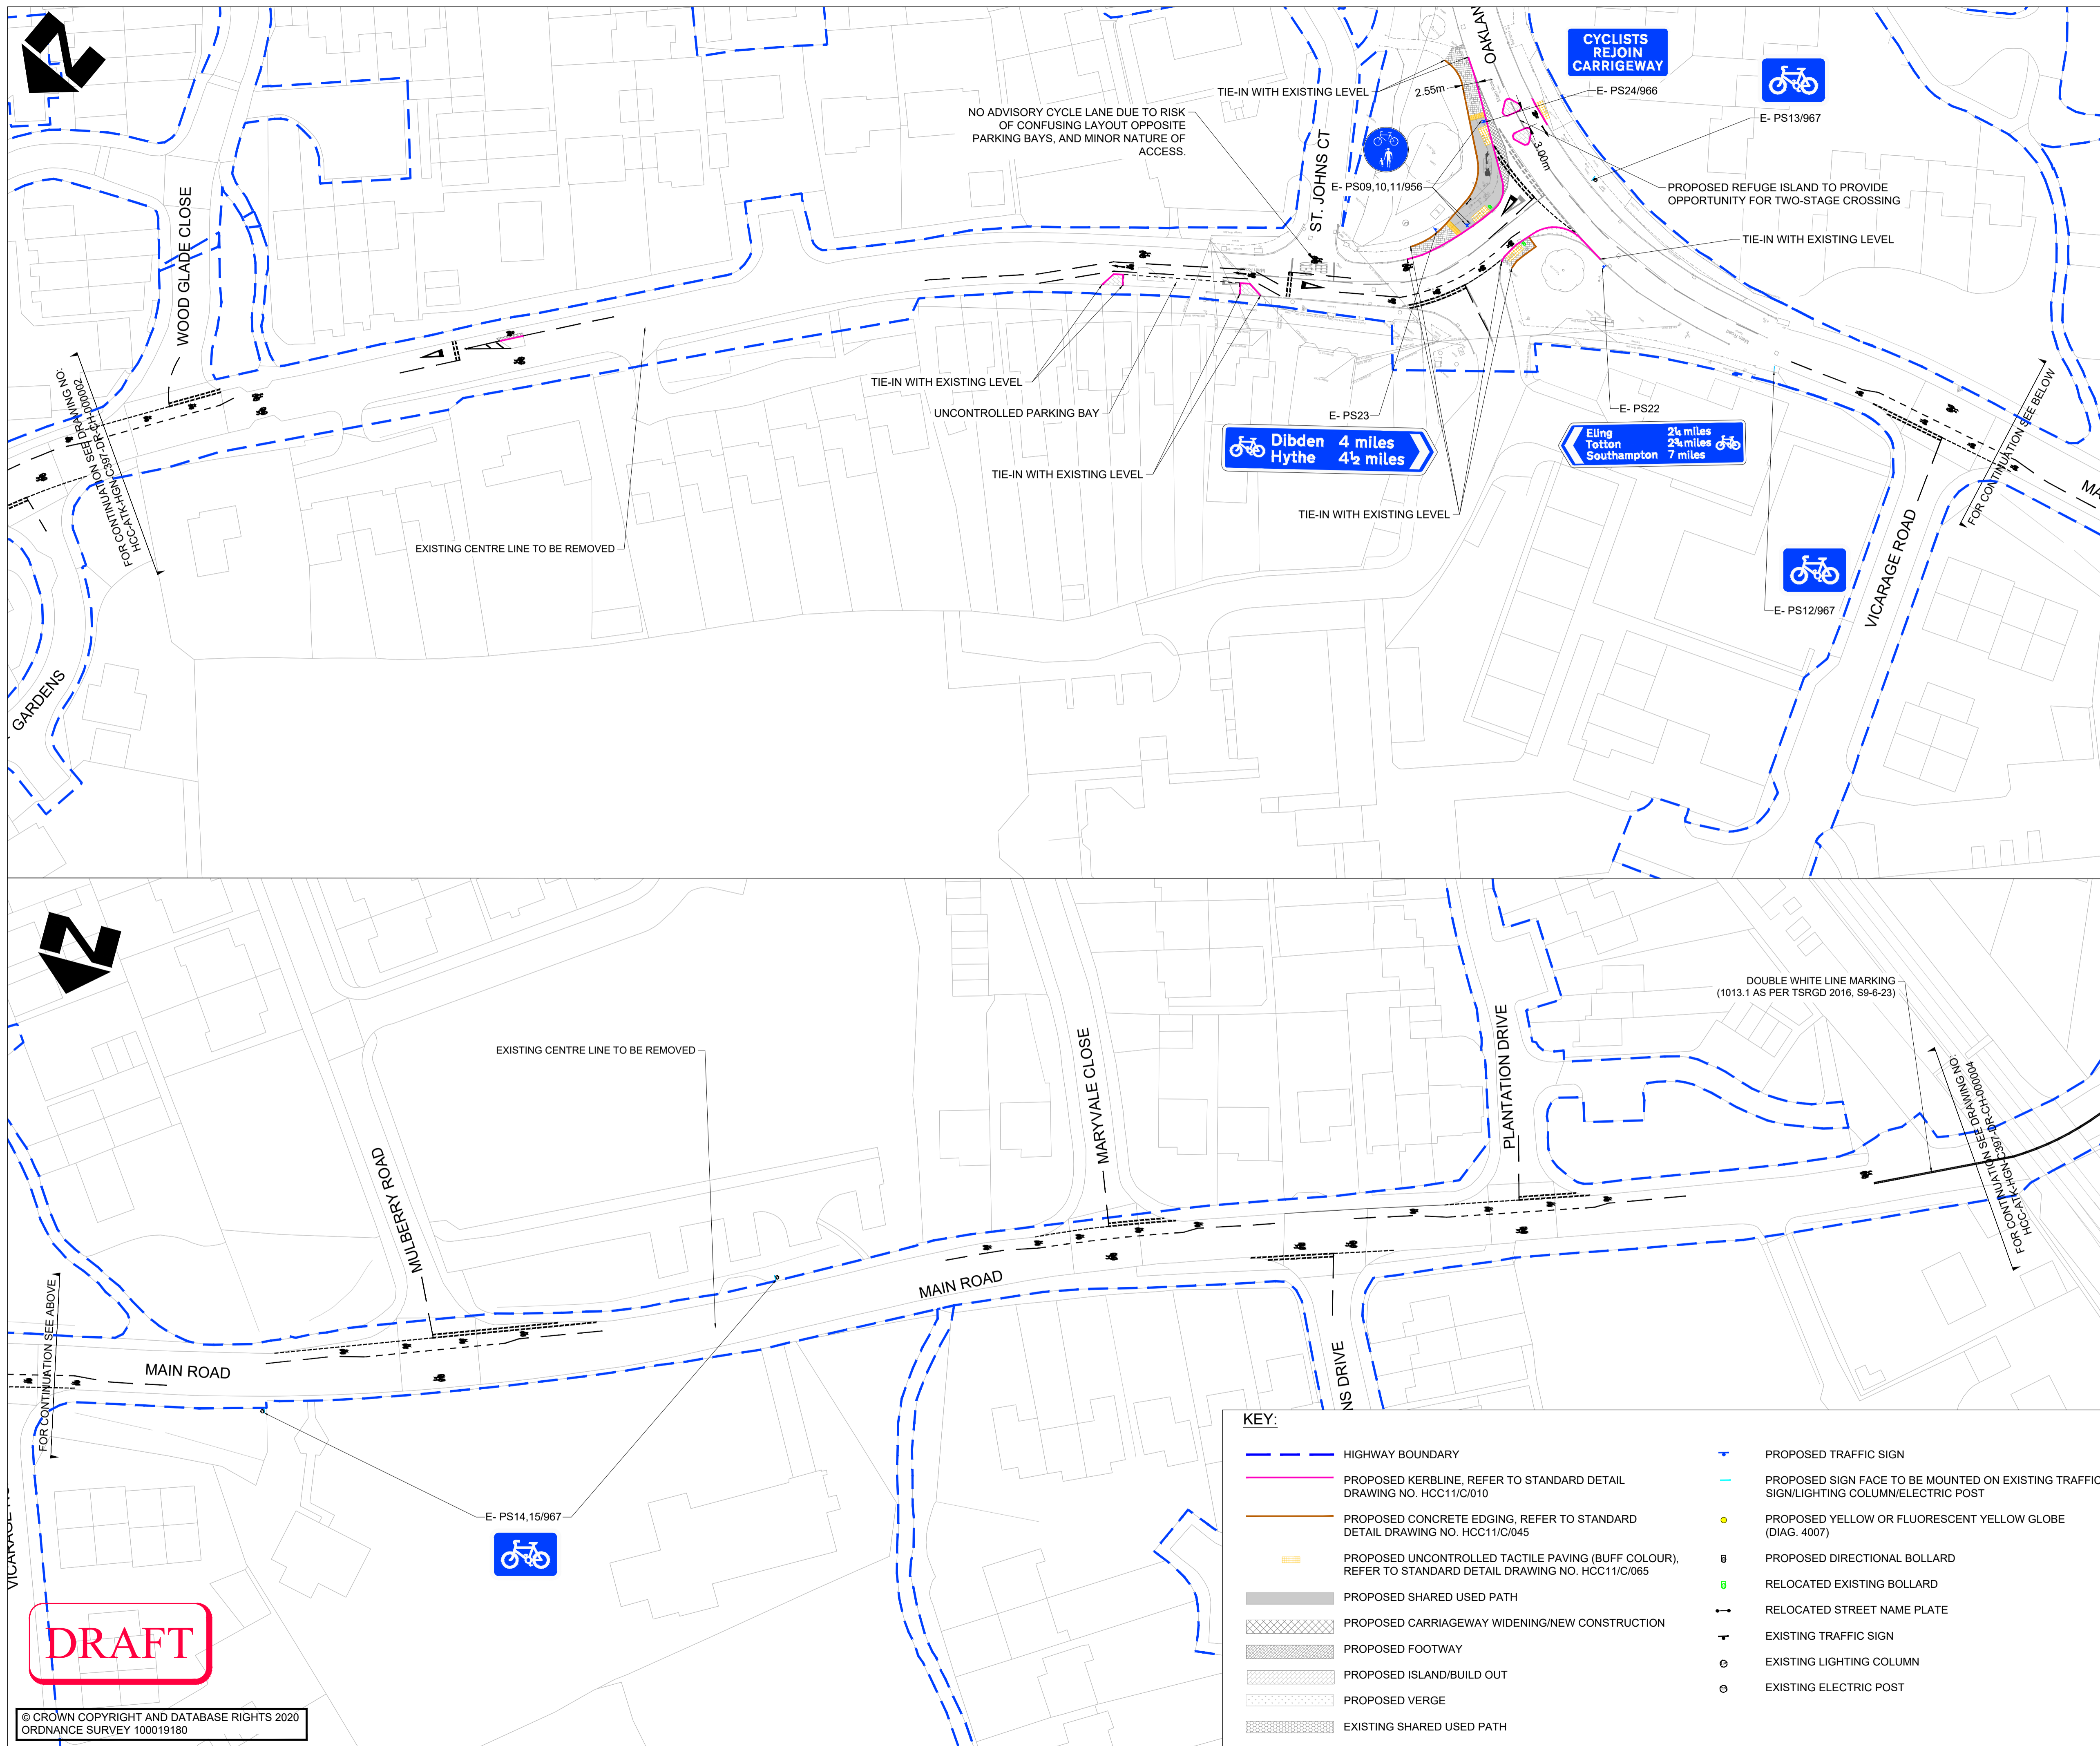 OAKLAN
CYCLISTS
REJOIN
CARRIGEWAY
TIE-IN WITH EXISTING LEVEL
2.55m
E- PS24/966
NO ADVISORY CYCLE LANE DUE TO RISK
OF CONFUSING LAYOUT OPPOSITE
PARKING BAYS, AND MINOR NATURE OF
ACCESS.
E- PS13/967
3.00m
ST. JOHNS CT
E- PS09,10,11/956
PROPOSED REFUGE ISLAND TO PROVIDE
OPPORTUNITY FOR TWO-STAGE CROSSING
WOOD GLADE CLOSE
TIE-IN WITH EXISTING LEVEL
FOR CONTINUATION SEE DRAWING NO:
HCC-ATK-HGN-C397-DR-CH-000002
TIE-IN WITH EXISTING LEVEL
UNCONTROLLED PARKING BAY
E- PS23
E- PS22
FOR CONTINUATION SEE BELOW
Dibden 4 miles
Hythe 4½ miles
Eling 2¼ miles
Totton 2¾ miles
Southampton 7 miles
TIE-IN WITH EXISTING LEVEL
MA
TIE-IN WITH EXISTING LEVEL
EXISTING CENTRE LINE TO BE REMOVED
VICARAGE ROAD
E- PS12/967
GARDENS
DOUBLE WHITE LINE MARKING
(1013.1 AS PER TSRGD 2016, S9-6-23)
EXISTING CENTRE LINE TO BE REMOVED
MARYVALE CLOSE
PLANTATION DRIVE
FOR CONTINUATION SEE DRAWING NO:
HCC-ATK-HGN-C397-DR-CH-000004
MULBERRY ROAD
MAIN ROAD
FOR CONTINUATION SEE ABOVE
MAIN ROAD
NS DRIVE
E- PS14,15/967
DRAFT
© CROWN COPYRIGHT AND DATABASE RIGHTS 2020
ORDNANCE SURVEY 100019180
KEY:
HIGHWAY BOUNDARY
PROPOSED KERBLINE, REFER TO STANDARD DETAIL
DRAWING NO. HCC11/C/010
PROPOSED CONCRETE EDGING, REFER TO STANDARD
DETAIL DRAWING NO. HCC11/C/045
PROPOSED UNCONTROLLED TACTILE PAVING (BUFF COLOUR),
REFER TO STANDARD DETAIL DRAWING NO. HCC11/C/065
PROPOSED SHARED USED PATH
PROPOSED CARRIAGEWAY WIDENING/NEW CONSTRUCTION
PROPOSED FOOTWAY
PROPOSED ISLAND/BUILD OUT
PROPOSED VERGE
EXISTING SHARED USED PATH
PROPOSED TRAFFIC SIGN
PROPOSED SIGN FACE TO BE MOUNTED ON EXISTING TRAFFIC
SIGN/LIGHTING COLUMN/ELECTRIC POST
PROPOSED YELLOW OR FLUORESCENT YELLOW GLOBE
(DIAG. 4007)
PROPOSED DIRECTIONAL BOLLARD
RELOCATED EXISTING BOLLARD
RELOCATED STREET NAME PLATE
EXISTING TRAFFIC SIGN
EXISTING LIGHTING COLUMN
EXISTING ELECTRIC POST